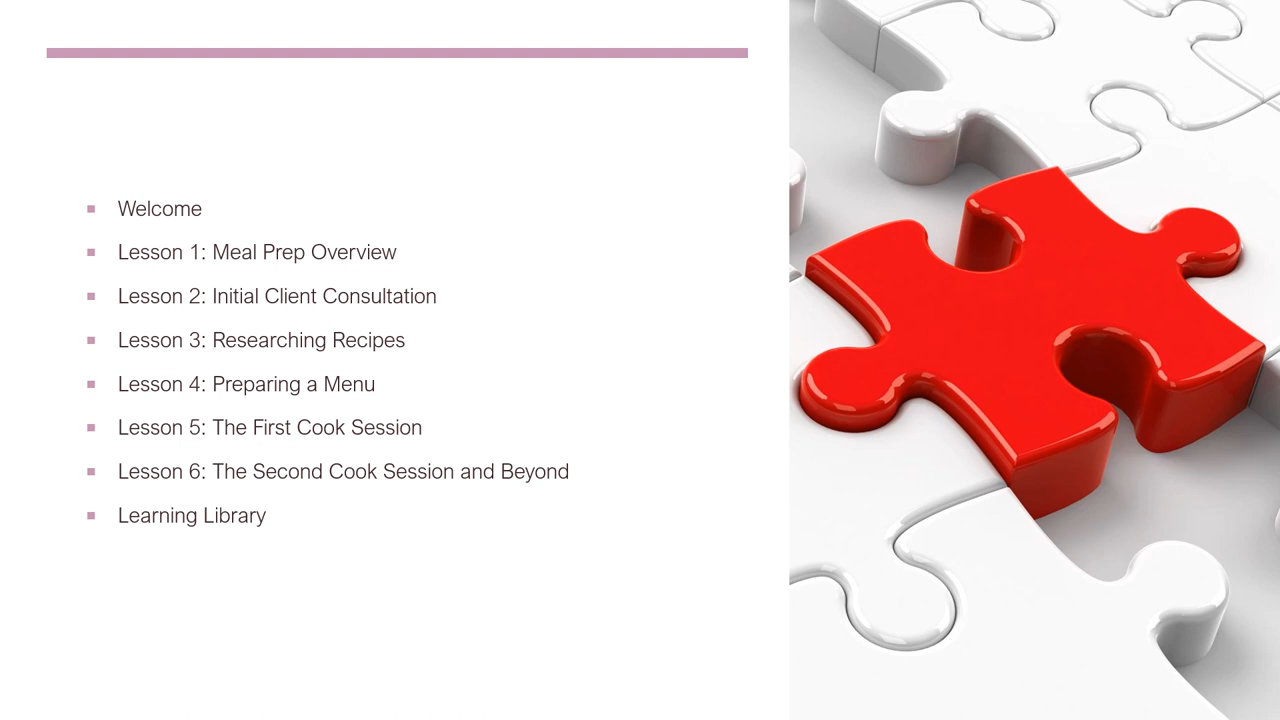 Welcome
Lesson 1: Meal Prep Overview
Lesson 2: Initial Client Consultation
Lesson 3: Researching Recipes
Lesson 4: Preparing a Menu
Lesson 5: The First Cook Session
Lesson 6: The Second Cook Session and Beyond
Learning Library